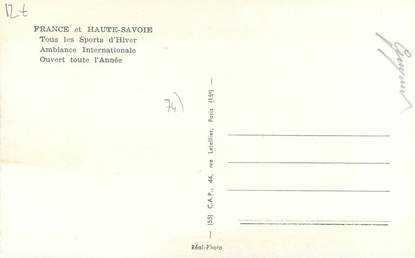 12€
FRANCE et HAUTE-SAVOIE
Tous les Sports d'Hiver
Ambiance Internationale
Ouvert toute l'Année
74)
(55) C.A.P., 44, rue Letellier, Paris (15e)
Réal-Photo